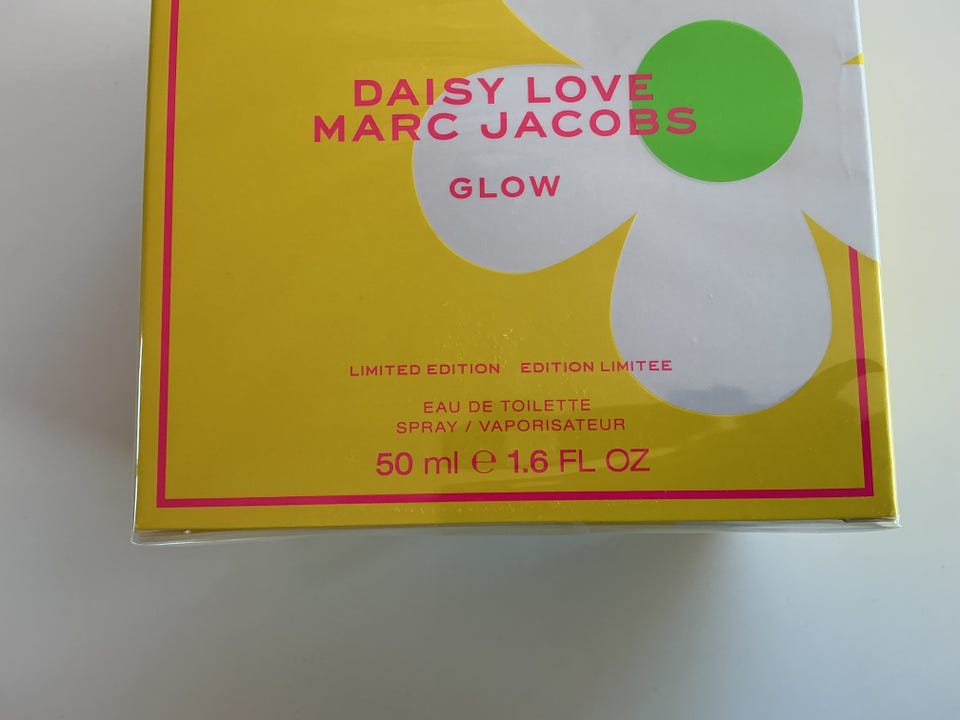 DAISY LOVE
MARC JACOBS
GLOW
LIMITED EDITION EDITION LIMITEE
EAU DE TOILETTE
SPRAY / VAPORISATEUR
50 ml ℮ 1.6 FL OZ